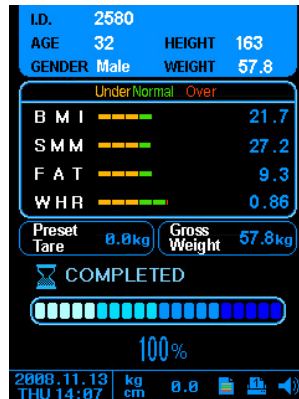 I.D. 2580
AGE 32 HEIGHT 163
GENDER Male WEIGHT 57.8
Under Normal Over
BMI 21.7
SMM 27.2
FAT 9.3
WHR 0.86
Preset Tare 0.0kg Gross Weight 57.8kg
COMPLETED
100%
2008.11.13 kg 0.0
THU 14:07 cm